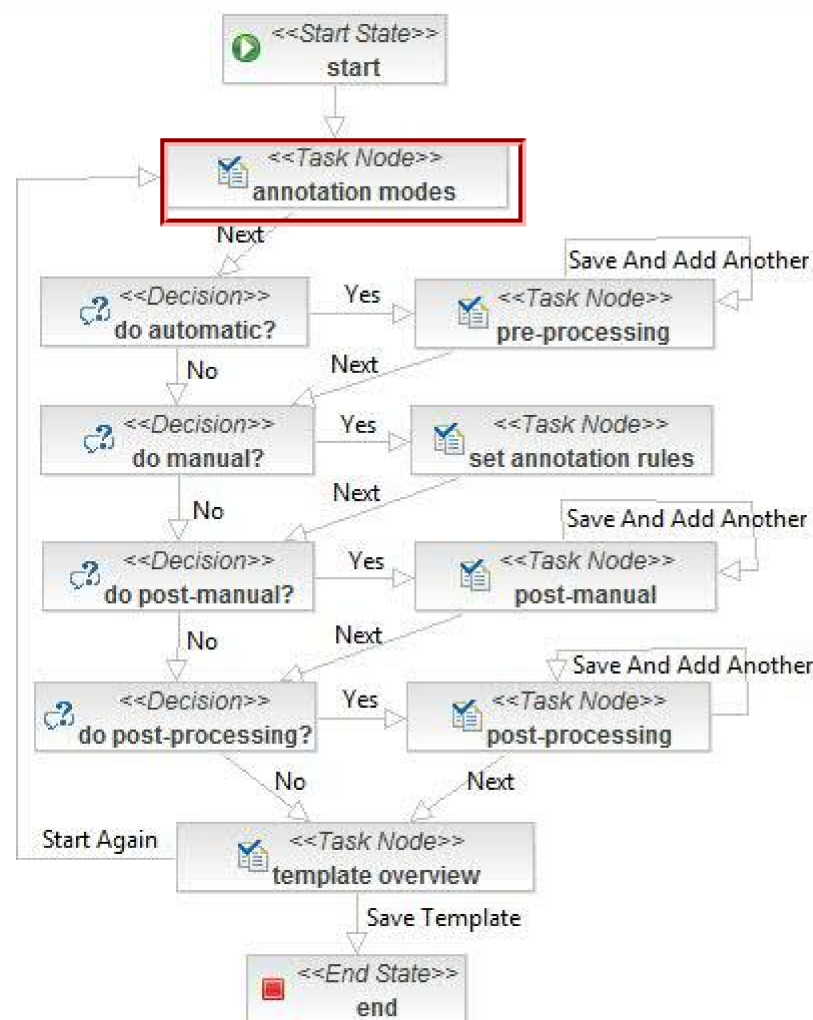 <<Start State>>
start
<<Task Node>>
annotation modes
Next
Save And Add Another
<<Decision>>
do automatic?
Yes
<<Task Node>>
pre-processing
No
Next
<<Decision>>
do manual?
Yes
<<Task Node>>
set annotation rules
No
Next
Save And Add Another
<<Decision>>
do post-manual?
Yes
<<Task Node>>
post-manual
No
Next
Save And Add Another
<<Decision>>
do post-processing?
Yes
<<Task Node>>
post-processing
No
Next
Start Again
<<Task Node>>
template overview
Save Template
<<End State>>
end